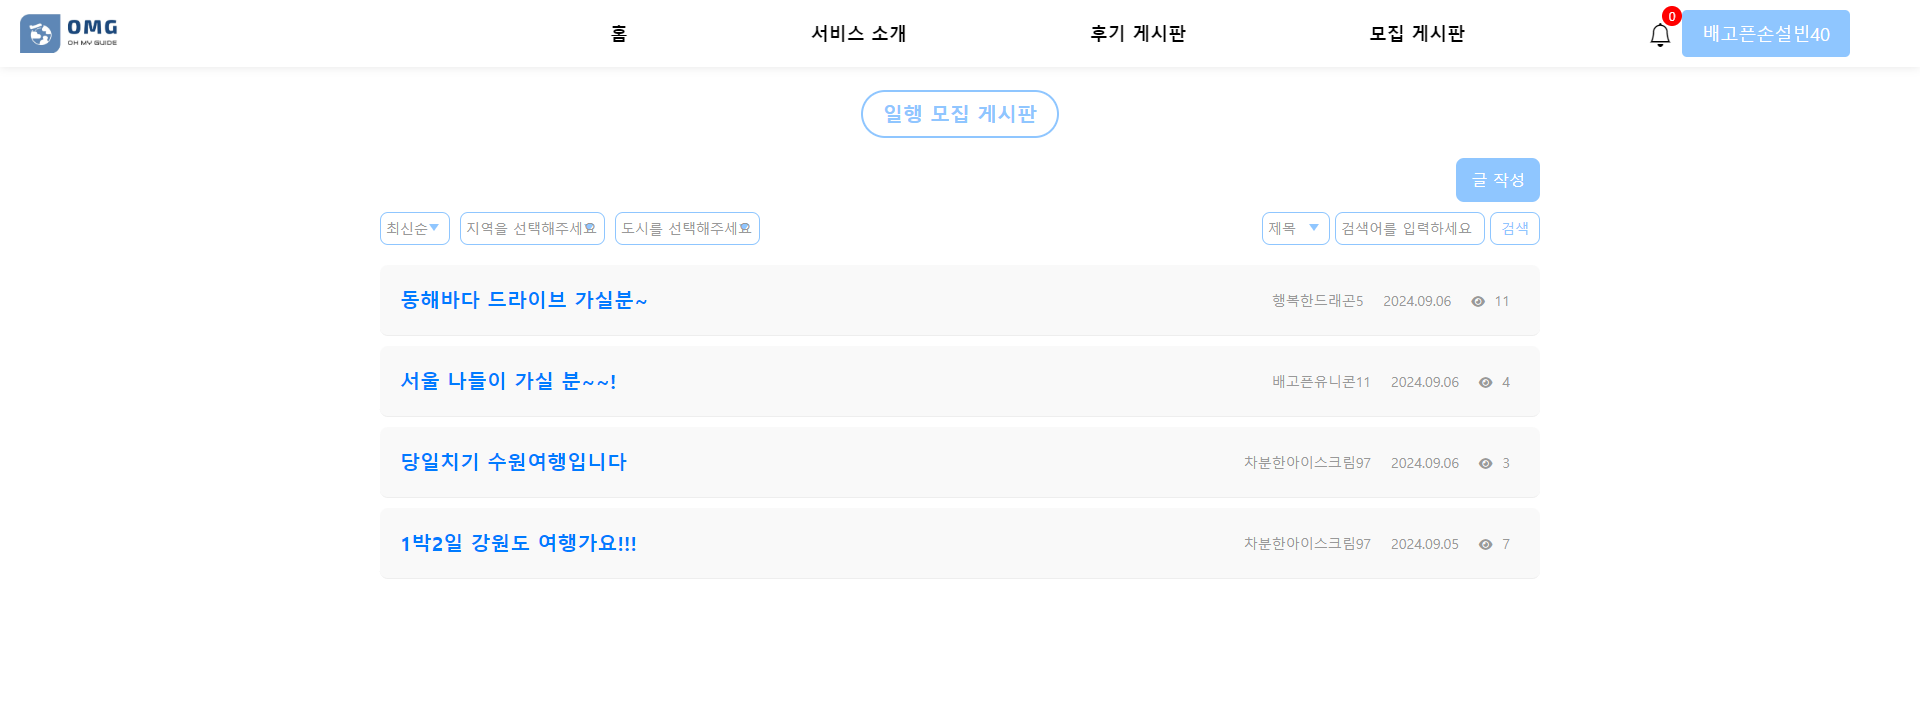 OMG
OH MY GUIDE
홈 서비스 소개 후기 게시판 모집 게시판 0 배고픈손설빈40
일행 모집 게시판
글 작성
최신순 지역을 선택해주세요 도시를 선택해주세요 제목 검색어를 입력하세요 검색
동해바다 드라이브 가실분~ 행복한드래곤5 2024.09.06 11
서울 나들이 가실 분~~! 배고픈유니콘11 2024.09.06 4
당일치기 수원여행입니다 차분한아이스크림97 2024.09.06 3
1박2일 강원도 여행가요!!! 차분한아이스크림97 2024.09.05 7